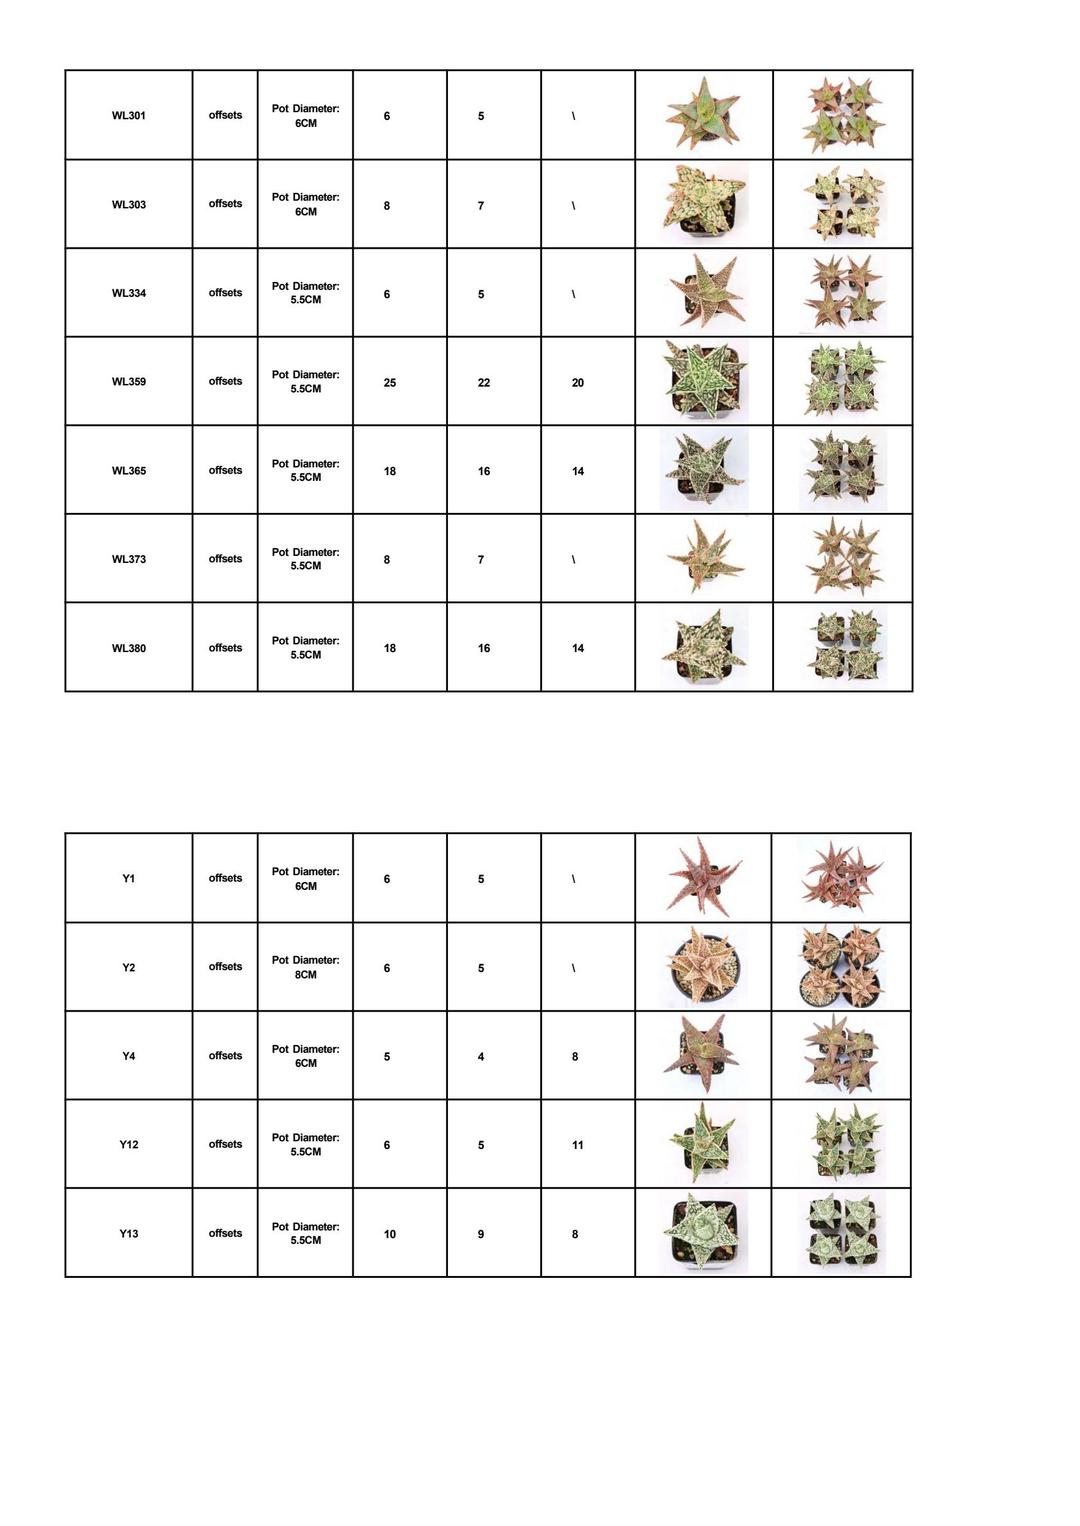 WL301 offsets Pot Diameter: 6CM 6 5 \
WL303 offsets Pot Diameter: 6CM 8 7 \
WL334 offsets Pot Diameter: 5.5CM 6 5 \
WL359 offsets Pot Diameter: 5.5CM 25 22 20
WL365 offsets Pot Diameter: 5.5CM 18 16 14
WL373 offsets Pot Diameter: 5.5CM 8 7 \
WL380 offsets Pot Diameter: 5.5CM 18 16 14
Y1 offsets Pot Diameter: 6CM 6 5 \
Y2 offsets Pot Diameter: 8CM 6 5 \
Y4 offsets Pot Diameter: 6CM 5 4 8
Y12 offsets Pot Diameter: 5.5CM 6 5 11
Y13 offsets Pot Diameter: 5.5CM 10 9 8